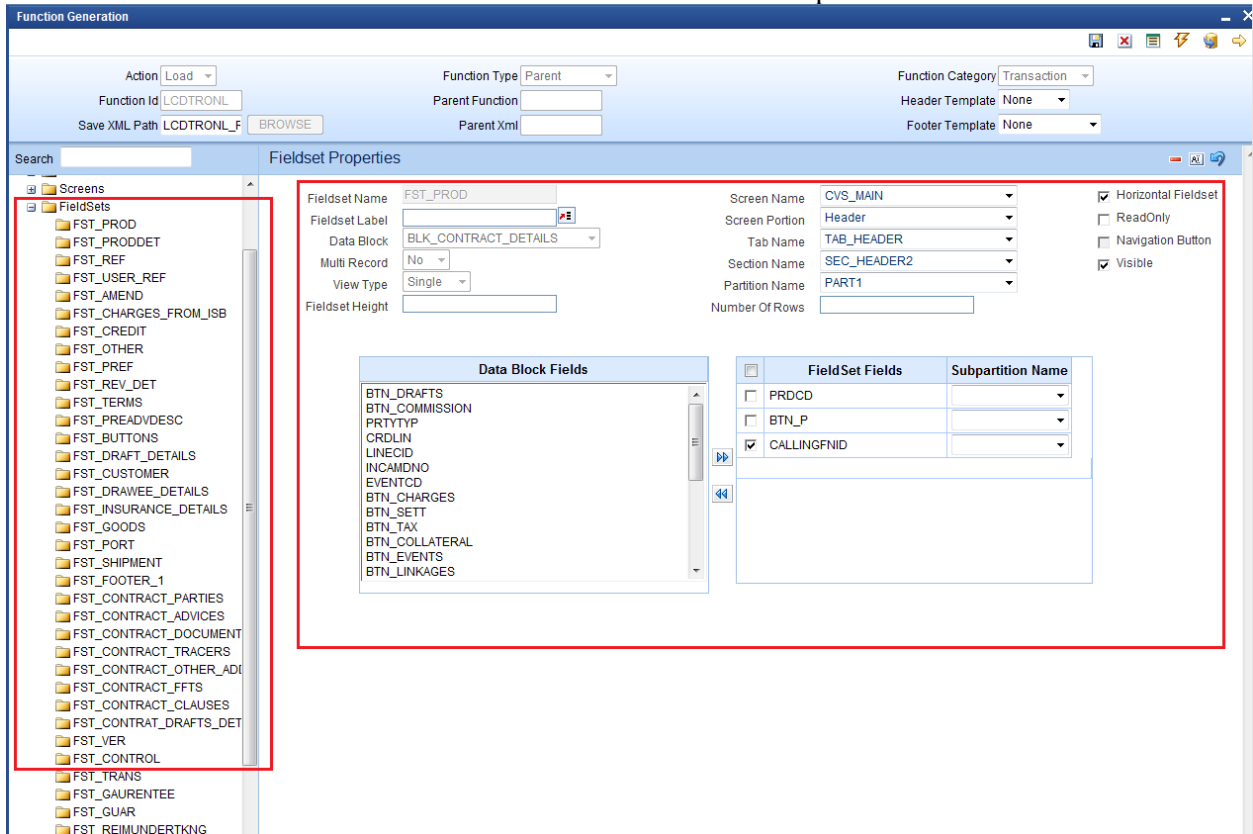 Function Generation
Action Load Function Type Parent Function Category Transaction
Function Id LCDTRONL Parent Function Header Template None
Save XML Path LCDTRONL_F BROWSE Parent Xml Footer Template None
Search Fieldset Properties
Screens
FieldSets
FST_PROD
FST_PRODDET
FST_REF
FST_USER_REF
FST_AMEND
FST_CHARGES_FROM_ISB
FST_CREDIT
FST_OTHER
FST_PREF
FST_REV_DET
FST_TERMS
FST_PREADVDESC
FST_BUTTONS
FST_DRAFT_DETAILS
FST_CUSTOMER
FST_DRAWEE_DETAILS
FST_INSURANCE_DETAILS
FST_GOODS
FST_PORT
FST_SHIPMENT
FST_FOOTER_1
FST_CONTRACT_PARTIES
FST_CONTRACT_ADVICES
FST_CONTRACT_DOCUMENT
FST_CONTRACT_TRACERS
FST_CONTRACT_OTHER_ADD
FST_CONTRACT_FFTS
FST_CONTRACT_CLAUSES
FST_CONTRAT_DRAFTS_DET
FST_VER
FST_CONTROL
FST_TRANS
FST_GAURENTEE
FST_GUAR
FST_REIMUNDERTKNG
Fieldset Name FST_PROD Screen Name CVS_MAIN Horizontal Fieldset
Fieldset Label Screen Portion Header ReadOnly
Data Block BLK_CONTRACT_DETAILS Tab Name TAB_HEADER Navigation Button
Multi Record No Section Name SEC_HEADER2 Visible
View Type Single Partition Name PART1
Fieldset Height Number Of Rows
Data Block Fields
BTN_DRAFTS
BTN_COMMISSION
PRTYTYP
CRDLIN
LINECID
INCAMDNO
EVENTCD
BTN_CHARGES
BTN_SETT
BTN_TAX
BTN_COLLATERAL
BTN_EVENTS
BTN_LINKAGES
FieldSet Fields Subpartition Name
PRDCD
BTN_P
CALLINGFNID